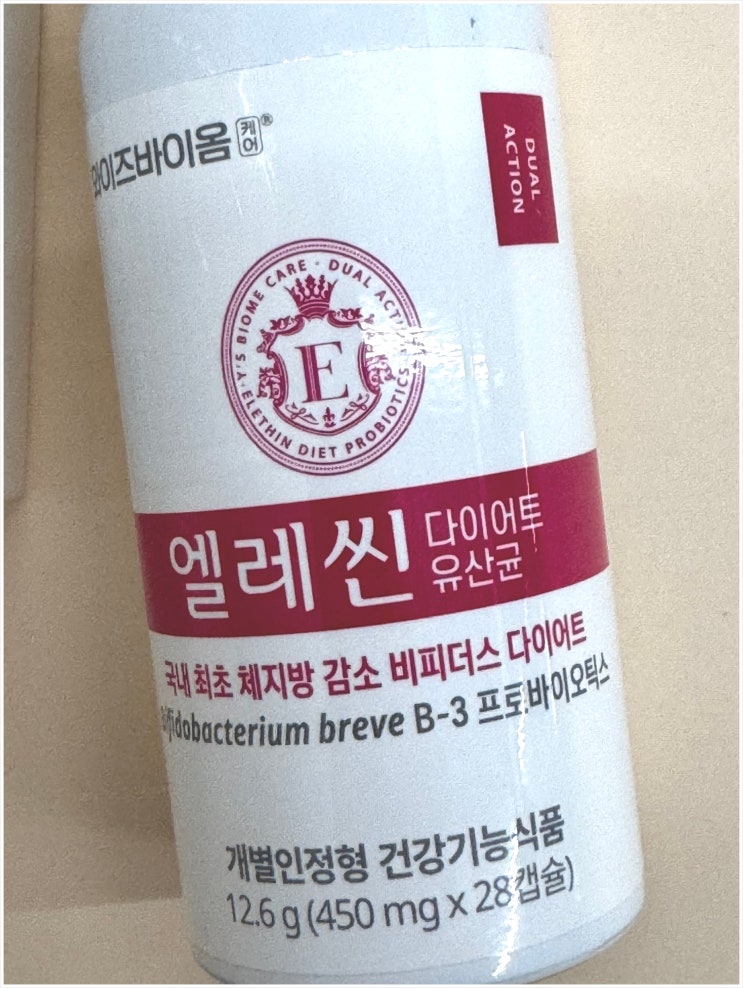 와이즈바이옴 케어®
DUAL
ACTION
Y'S BIOME CARE · DUAL ACTI
ELETHIN DIET PROBIOTICS
E
엘레씬
다이어트
유산균
국내 최초 체지방 감소 비피더스 다이어트
Bifidobacterium breve B-3 프로바이오틱스
개별인정형 건강기능식품
12.6 g (450 mg x 28캡슐)